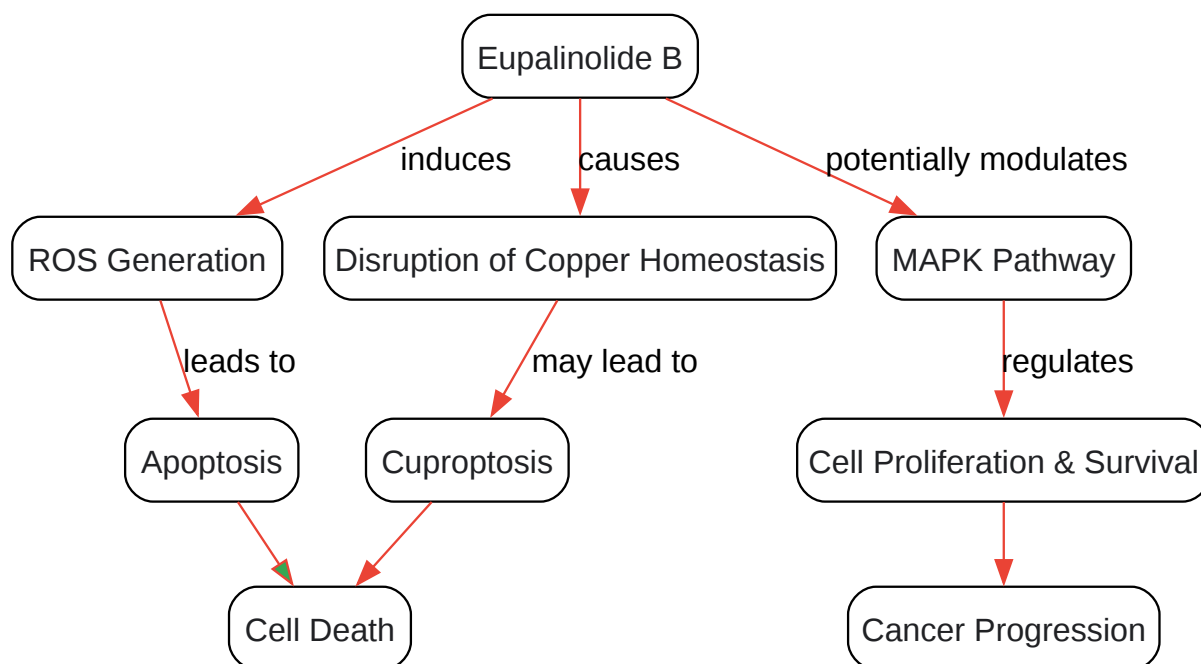 Eupalinolide B
induces
causes
potentially modulates
ROS Generation
Disruption of Copper Homeostasis
MAPK Pathway
leads to
may lead to
regulates
Apoptosis
Cuproptosis
Cell Proliferation & Survival
Cell Death
Cancer Progression